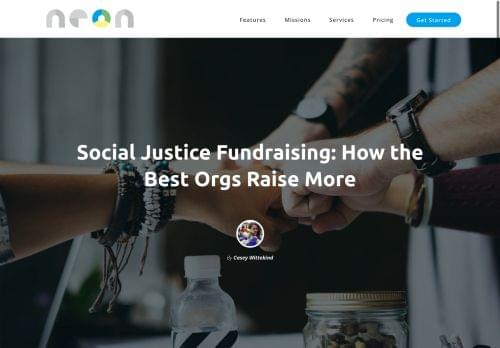 neon
Features Missions Services Pricing Get Started
Social Justice Fundraising: How the
Best Orgs Raise More
By Casey Wittekind